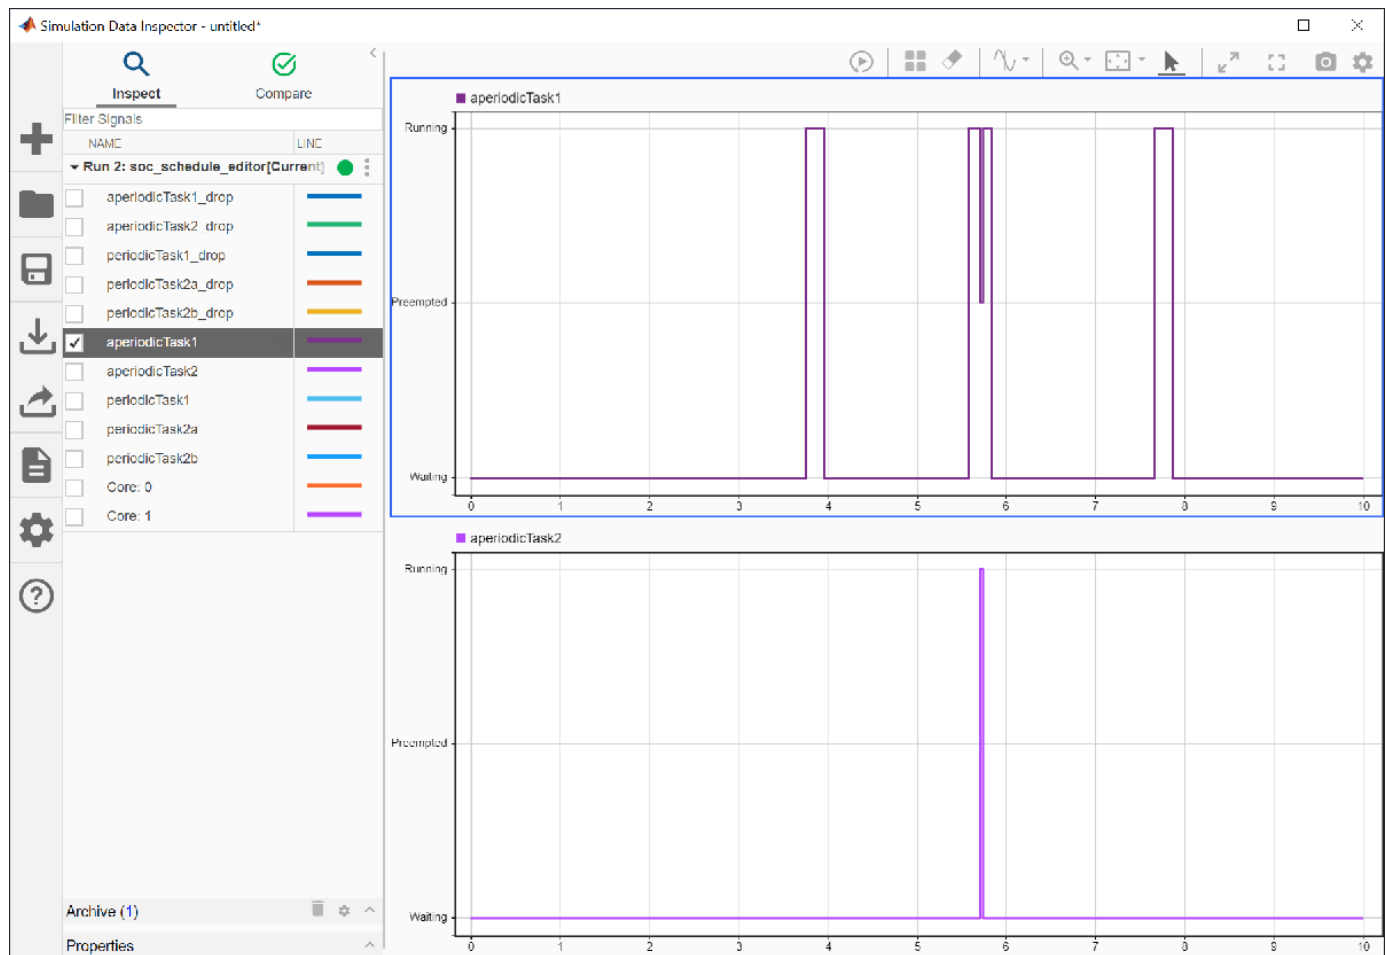 Simulation Data Inspector - untitled*
Inspect
Compare
Filter Signals
NAME
LINE
Run 2: soc_schedule_editor[Current]
aperiodicTask1_drop
aperiodicTask2_drop
periodicTask1_drop
periodicTask2a_drop
periodicTask2b_drop
aperiodicTask1
aperiodicTask2
periodicTask1
periodicTask2a
periodicTask2b
Core: 0
Core: 1
Archive (1)
Properties
aperiodicTask1
Running
Preempted
Waiting
0 1 2 3 4 5 6 7 8 9 10
aperiodicTask2
Running
Preempted
Waiting
0 1 2 3 4 5 6 7 8 9 10